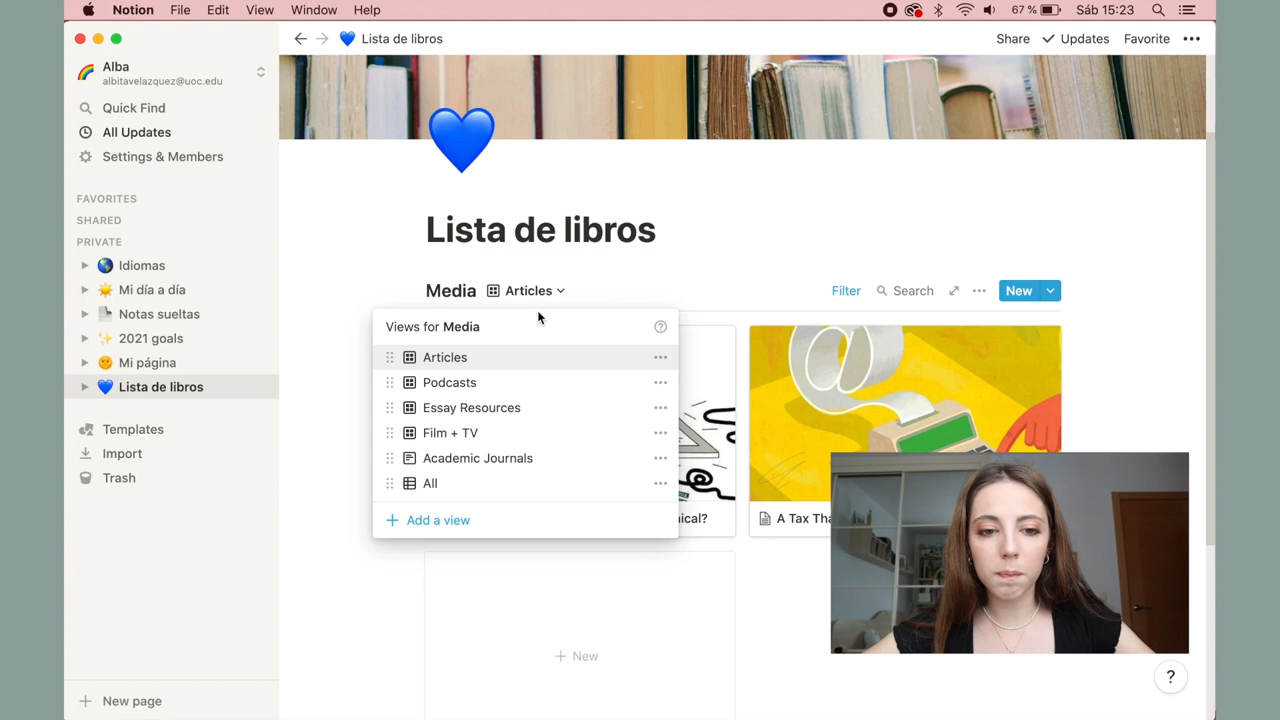 Notion File Edit View Window Help 67 % Sáb 15:23
Lista de libros Share Updates Favorite
Alba
albitavelazquez@uoc.edu
Quick Find
All Updates
Settings & Members
FAVORITES
SHARED
PRIVATE
Idiomas
Mi día a día
Notas sueltas
2021 goals
Mi página
Lista de libros
Templates
Import
Trash
New page
Lista de libros
Media Articles Filter Search New
Views for Media
Articles
Podcasts
Essay Resources
Film + TV
Academic Journals
All
Add a view
ical?
A Tax Tha
New
?